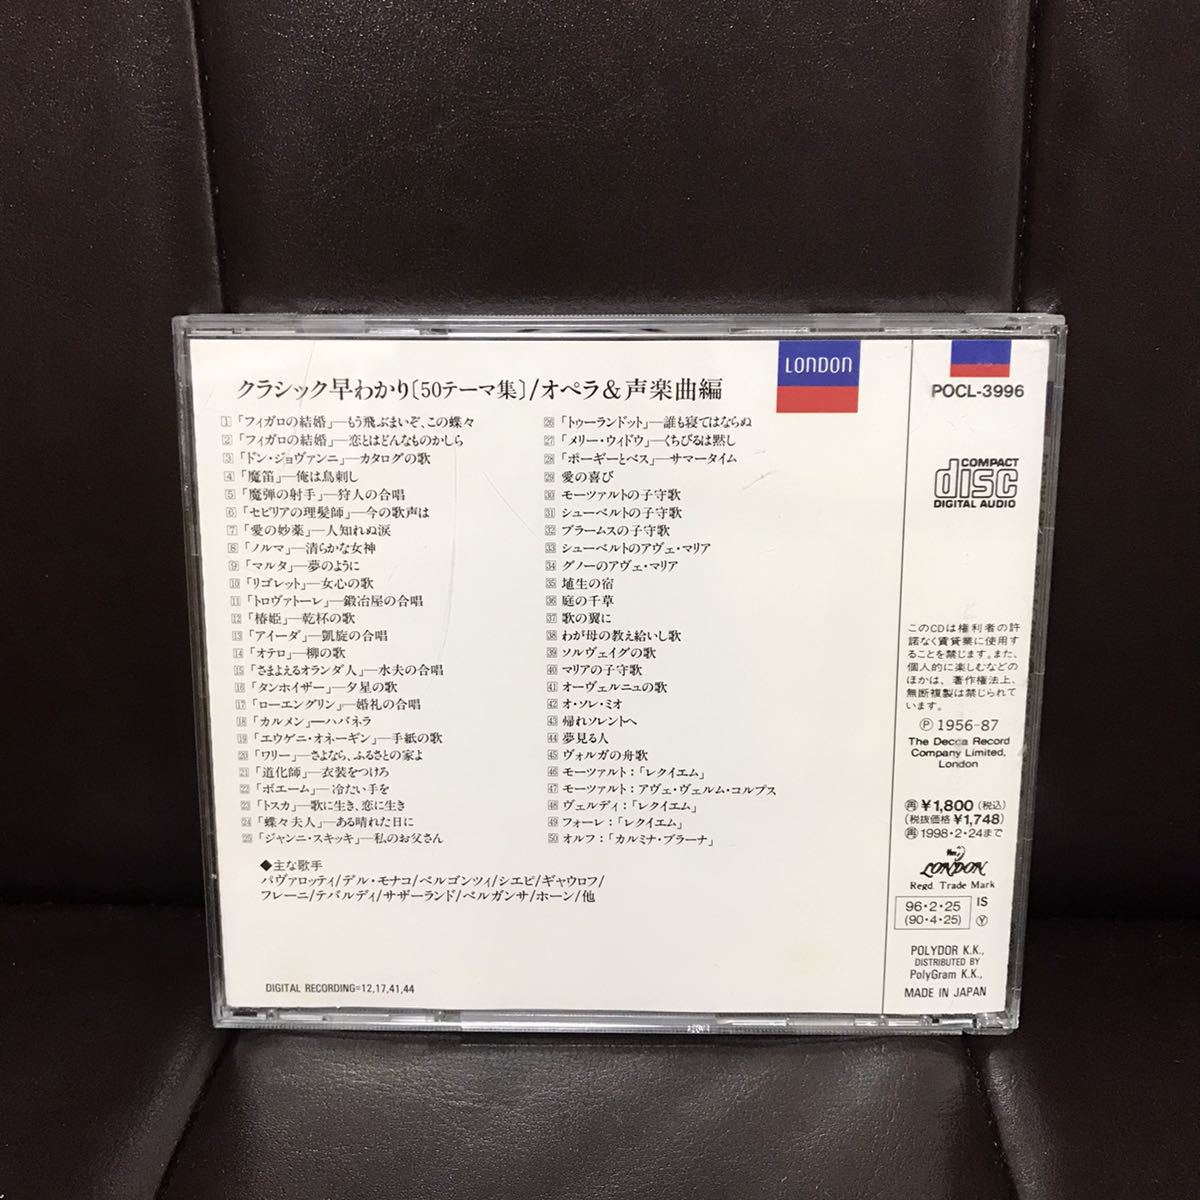 クラシック早わかり〔50テーマ集〕/オペラ&声楽曲編
1 「フィガロの結婚」―もう飛ぶまいぞ、この蝶々
2 「フィガロの結婚」―恋とはどんなものかしら
3 「ドン・ジョヴァンニ」―カタログの歌
4 「魔笛」―俺は鳥刺し
5 「魔弾の射手」―狩人の合唱
6 「セビリアの理髪師」―今の歌声は
7 「愛の妙薬」―人知れぬ涙
8 「ノルマ」―清らかな女神
9 「マルタ」―夢のように
10 「リゴレット」―女心の歌
11 「トロヴァトーレ」―鍛冶屋の合唱
12 「椿姫」―乾杯の歌
13 「アイーダ」―凱旋の合唱
14 「オテロ」―柳の歌
15 「さまよえるオランダ人」―水夫の合唱
16 「タンホイザー」―夕星の歌
17 「ローエングリン」―婚礼の合唱
18 「カルメン」―ハバネラ
19 「エウゲニ・オネーギン」―手紙の歌
20 「ワリー」―さよなら、ふるさとの家よ
21 「道化師」―衣装をつけろ
22 「ボエーム」―冷たい手を
23 「トスカ」―歌に生き、恋に生き
24 「蝶々夫人」―ある晴れた日に
25 「ジャンニ・スキッキ」―私のお父さん
26 「トゥーランドット」―誰も寝てはならぬ
27 「メリー・ウィドウ」―くちびるは黙し
28 「ポーギーとベス」―サマータイム
29 愛の喜び
30 モーツァルトの子守歌
31 シューベルトの子守歌
32 ブラームスの子守歌
33 シューベルトのアヴェ・マリア
34 グノーのアヴェ・マリア
35 埴生の宿
36 庭の千草
37 歌の翼に
38 わが母の教え給いし歌
39 ソルヴェイグの歌
40 マリアの子守歌
41 オーヴェルニュの歌
42 オ・ソレ・ミオ
43 帰れソレントへ
44 夢見る人
45 ヴォルガの舟歌
46 モーツァルト:「レクイエム」
47 モーツァルト:アヴェ・ヴェルム・コルプス
48 ヴェルディ:「レクイエム」
49 フォーレ:「レクイエム」
50 オルフ:「カルミナ・ブラーナ」
◆主な歌手
パヴァロッティ/デル・モナコ/ベルゴンツィ/シエピ/ギャウロフ/
フレーニ/テバルディ/サザーランド/ベルガンサ/ホーン/他
DIGITAL RECORDING=12,17,41,44
LONDON
POCL-3996
COMPACT
disc
DIGITAL AUDIO
このCDは権利者の許
諾なく賃貸業に使用す
ることを禁じます。また、
個人的に楽しむなどの
ほかは、著作権法上、
無断複製は禁じられて
います。
Ⓟ 1956-87
The Decca Record
Company Limited,
London
再 ¥1,800(税込)
(税抜価格 ¥1,748)
再 1998・2・24まで
LONDON
Regd. Trade Mark
96・2・25 IS
(90・4・25) Ⓨ
POLYDOR K.K.,
DISTRIBUTED BY
PolyGram K.K.,
MADE IN JAPAN